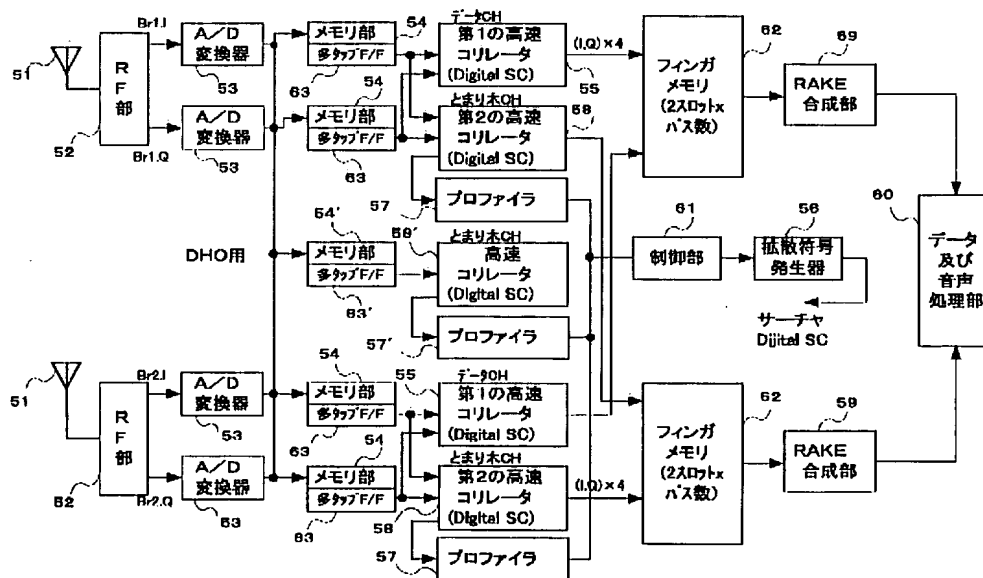 Br1.I
51
RF部
52
A／D
変換器
53
A／D
変換器
Br1.Q
53
メモリ部
54
多タップF/F
63
54
メモリ部
多タップF/F
63
データCH
第1の高速
コリレータ
(Digital SC)
55
(I,Q)×4
とまり木CH
58
第2の高速
コリレータ
(Digital SC)
プロファイラ
57
フィンガ
メモリ
(2スロットx
パス数)
62
69
RAKE
合成部
DHO用
54'
メモリ部
多タップF/F
63'
58'
とまり木CH
高速
コリレータ
(Digital SC)
プロファイラ
57'
61
制御部
56
拡散符号
発生器
サーチャ
Dijital SC
60
データ
及び
音声
処理部
51
Br2.I
RF部
52
A／D
変換器
53
A／D
変換器
Br2.Q
53
メモリ部
54
多タップF/F
63
メモリ部
多タップF/F
63
55
データCH
第1の高速
コリレータ
(Digital SC)
とまり木CH
第2の高速
コリレータ
(Digital SC)
58
(I,Q)×4
プロファイラ
57
フィンガ
メモリ
(2スロットx
パス数)
62
59
RAKE
合成部